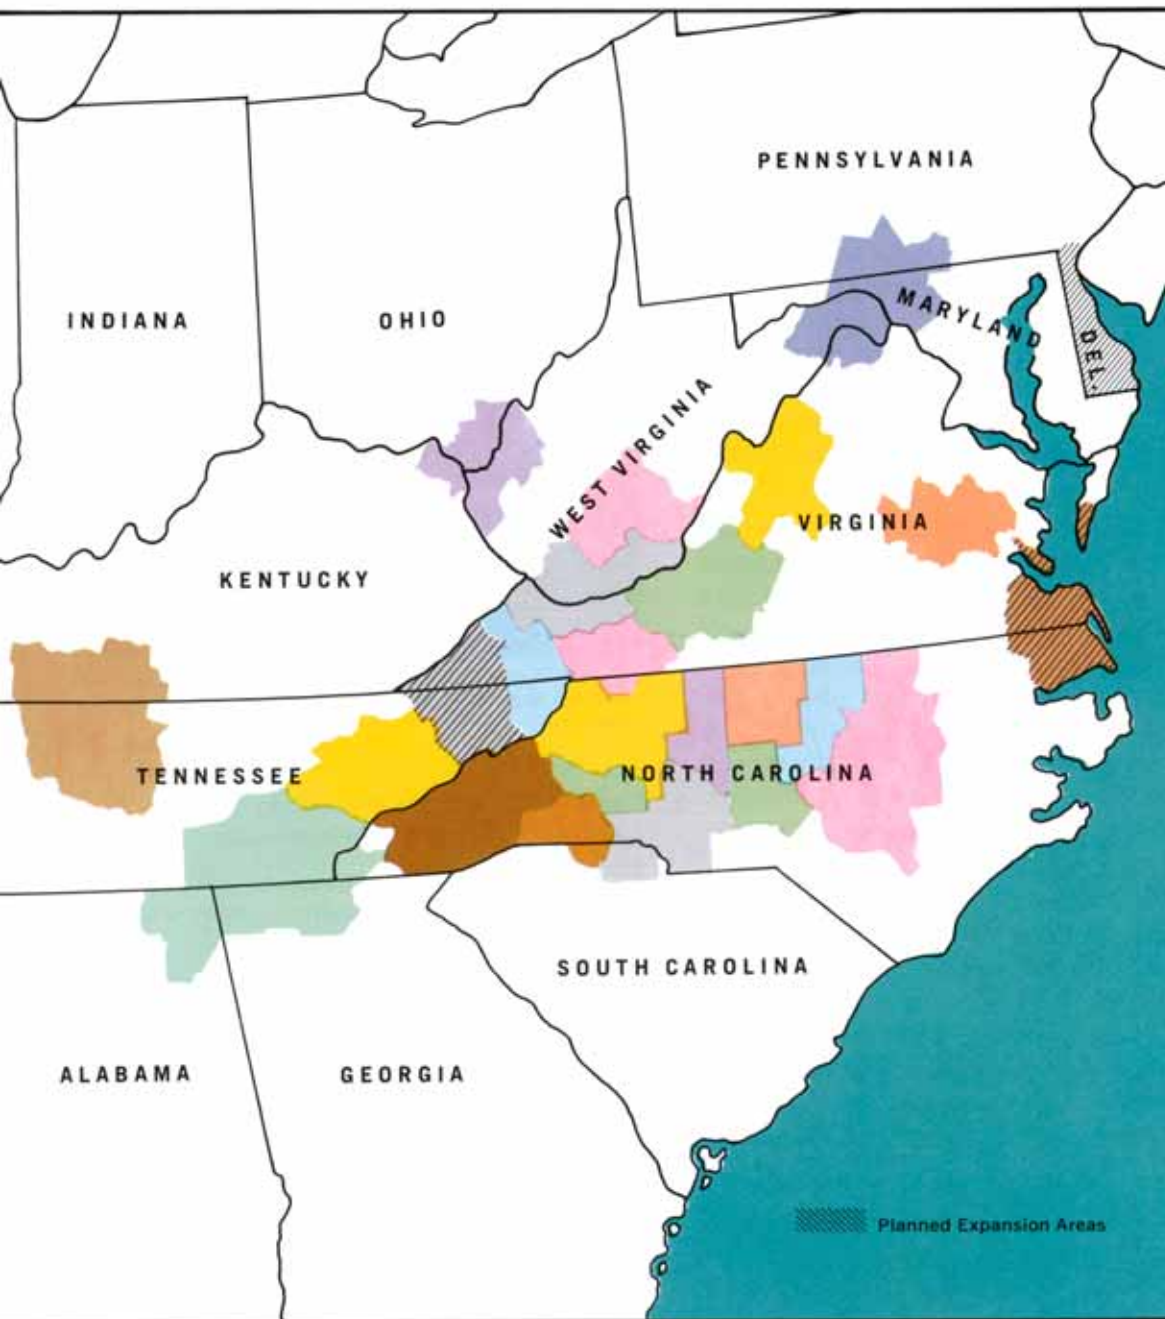 PENNSYLVANIA
INDIANA
OHIO
MARYLAND
DEL.
WEST VIRGINIA
VIRGINIA
KENTUCKY
TENNESSEE
NORTH CAROLINA
SOUTH CAROLINA
ALABAMA
GEORGIA
Planned Expansion Areas